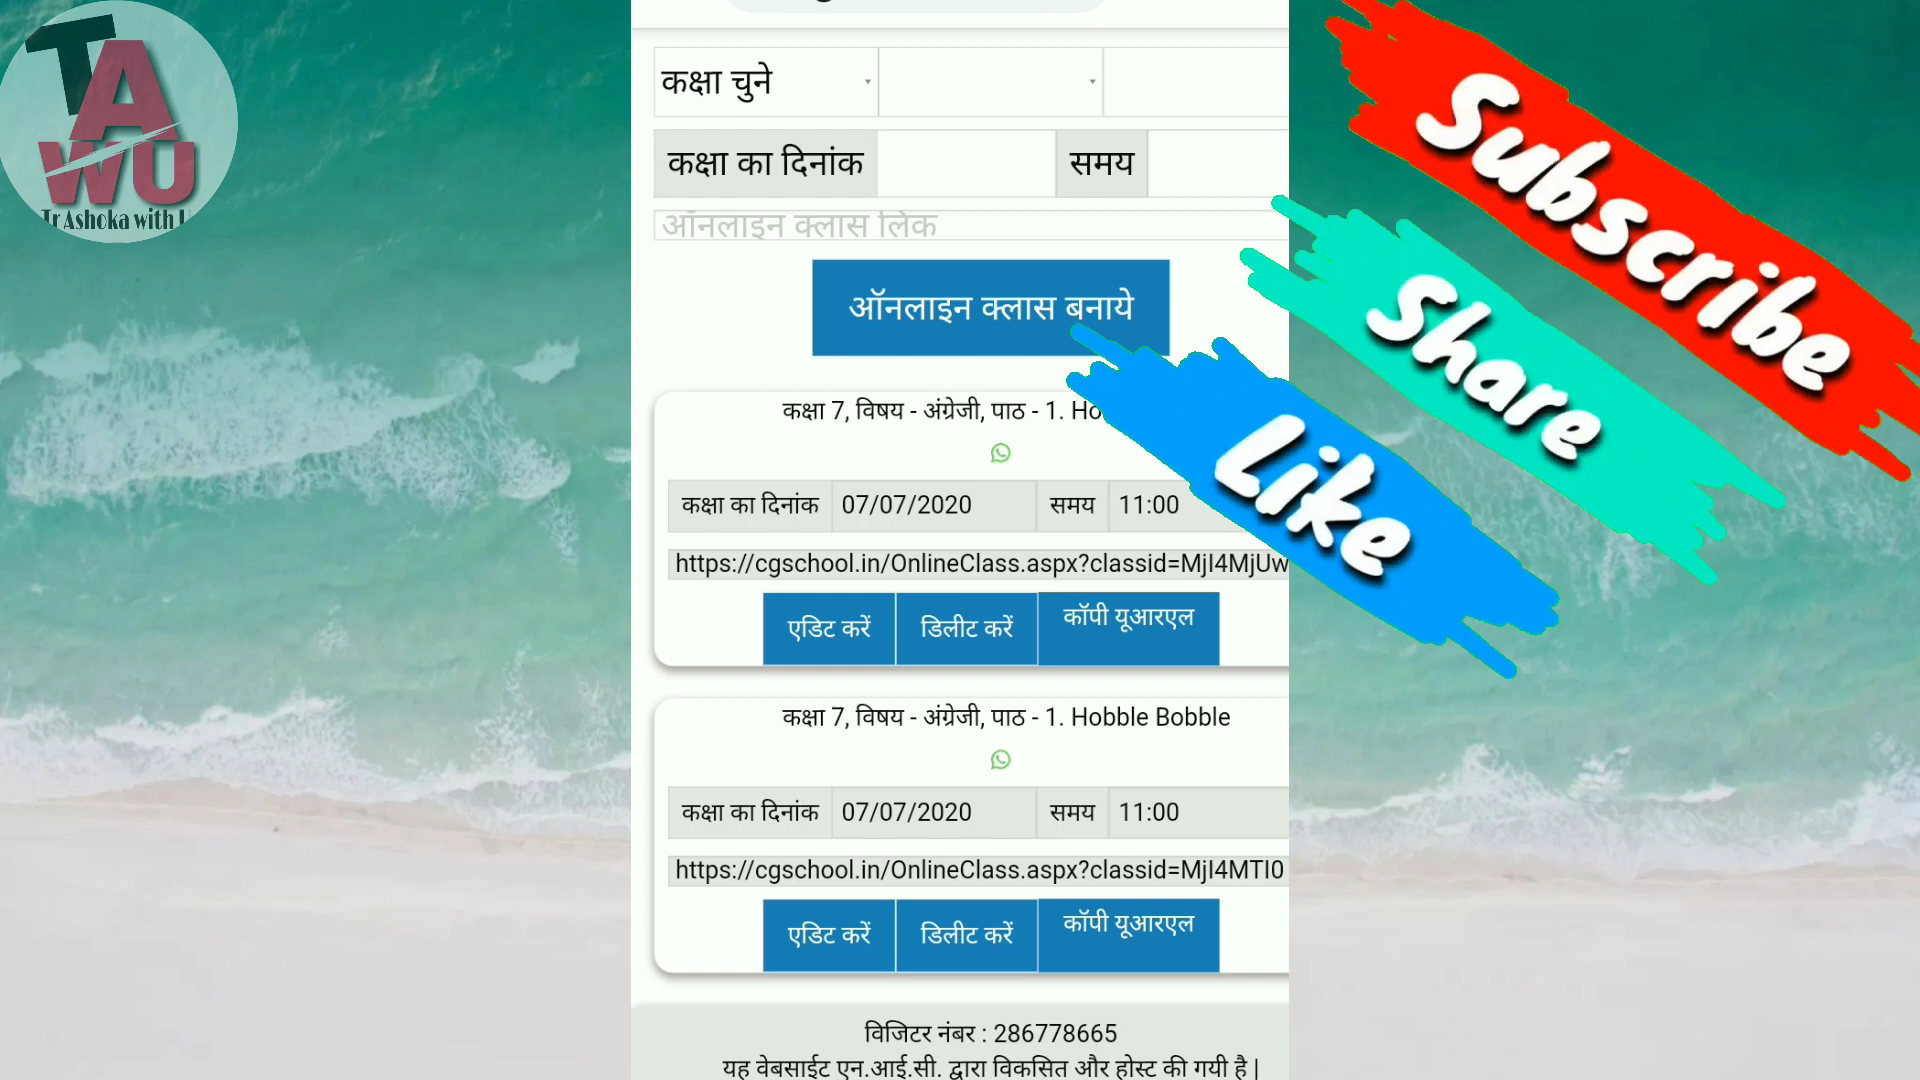 TA
WU
Tr Ashoka with U
कक्षा चुने
कक्षा का दिनांक
समय
ऑनलाइन क्लास लिंक
ऑनलाइन क्लास बनाये
Subscribe
Share
Like
कक्षा 7, विषय - अंग्रेजी, पाठ - 1. Ho
कक्षा का दिनांक 07/07/2020 समय 11:00
https://cgschool.in/OnlineClass.aspx?classid=MjI4MjUw
एडिट करें डिलीट करें कॉपी यूआरएल
कक्षा 7, विषय - अंग्रेजी, पाठ - 1. Hobble Bobble
कक्षा का दिनांक 07/07/2020 समय 11:00
https://cgschool.in/OnlineClass.aspx?classid=MjI4MTI0
एडिट करें डिलीट करें कॉपी यूआरएल
विजिटर नंबर : 286778665
यह वेबसाईट एन.आई.सी. द्वारा विकसित और होस्ट की गयी है |